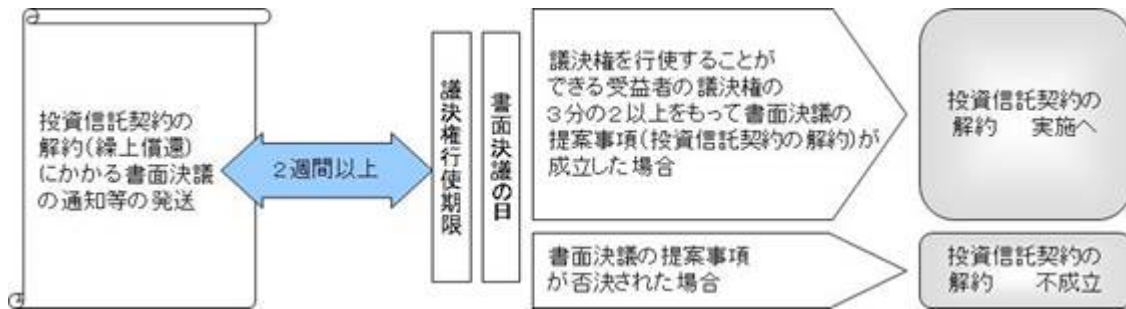 投資信託契約の
解約(繰上償還)
にかかる書面決議
の通知等の発送
2週間以上
議決権行使期限
書面決議の日
議決権を行使することが
できる受益者の議決権の
3分の2以上をもって書面決議の
提案事項(投資信託契約の解約)が
成立した場合
投資信託契約の
解約 実施へ
書面決議の提案事項
が否決された場合
投資信託契約の
解約 不成立